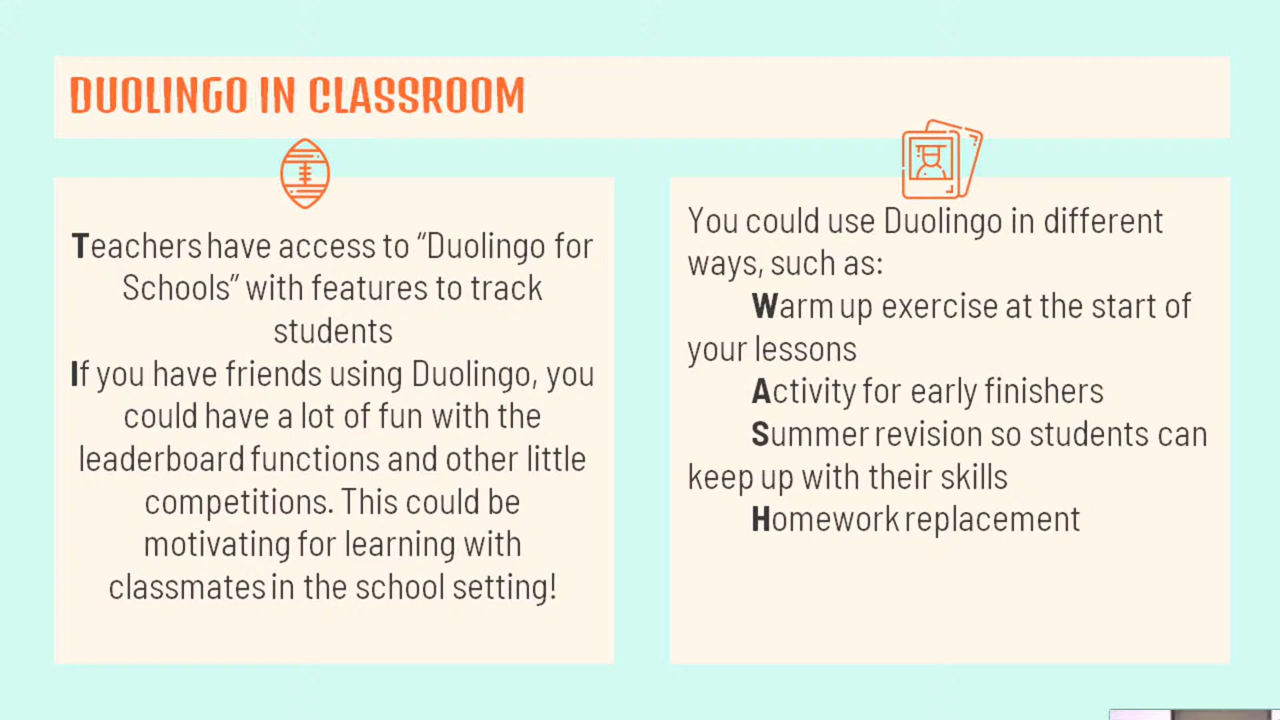 DUOLINGO IN CLASSROOM
Teachers have access to “Duolingo for
Schools” with features to track
students
If you have friends using Duolingo, you
could have a lot of fun with the
leaderboard functions and other little
competitions. This could be
motivating for learning with
classmates in the school setting!
You could use Duolingo in different
ways, such as:
Warm up exercise at the start of
your lessons
Activity for early finishers
Summer revision so students can
keep up with their skills
Homework replacement